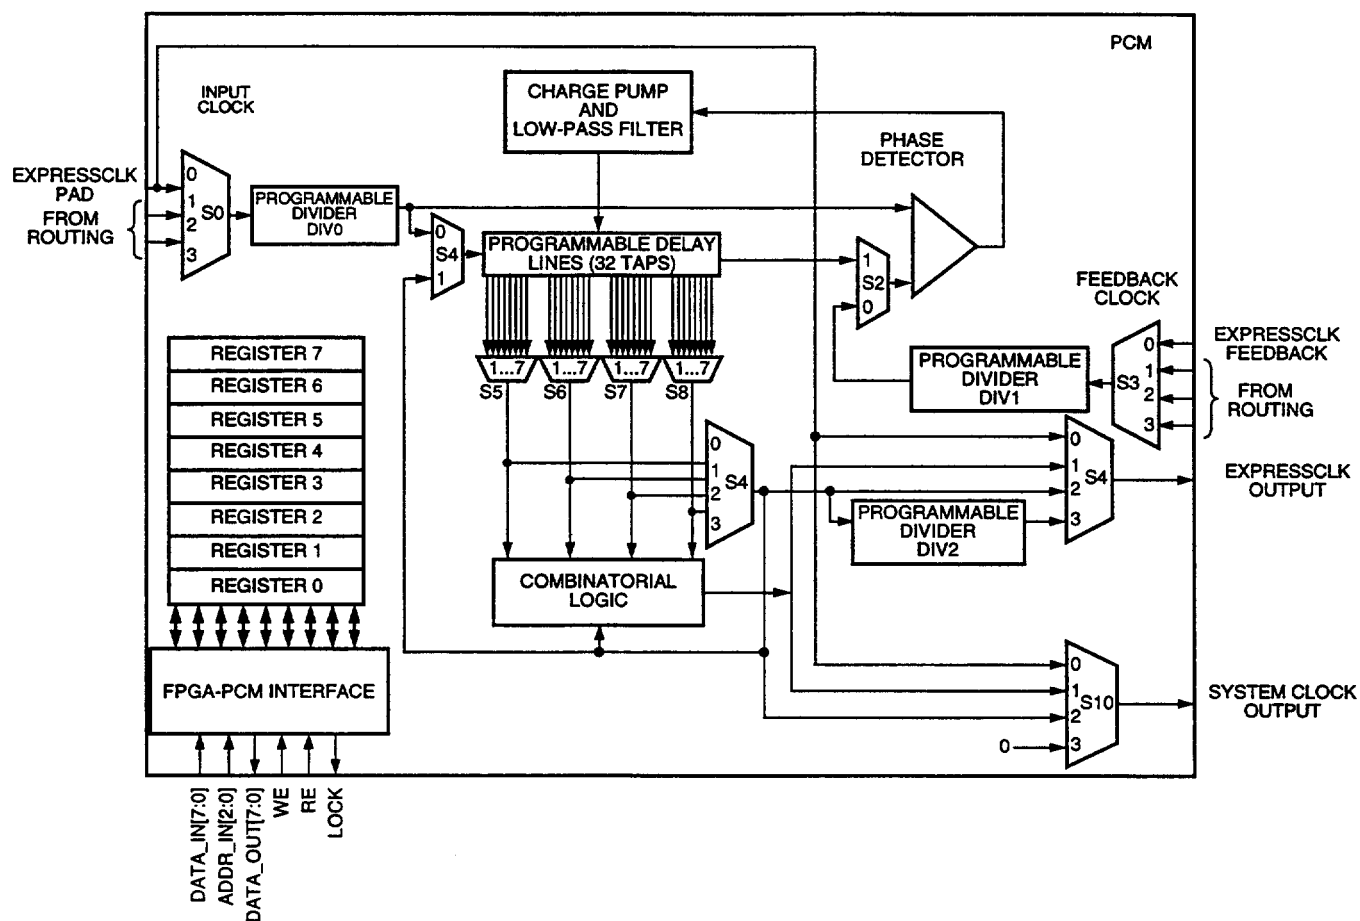 PCM
INPUT
CLOCK
CHARGE PUMP
AND
LOW-PASS FILTER
PHASE
DETECTOR
EXPRESSCLK
PAD
FROM
ROUTING
0
1
2
3
S0
PROGRAMMABLE
DIVIDER
DIV0
0
S4
1
PROGRAMMABLE DELAY
LINES (32 TAPS)
1
S2
0
FEEDBACK
CLOCK
EXPRESSCLK
FEEDBACK
FROM
ROUTING
0
1
2
3
S3
PROGRAMMABLE
DIVIDER
DIV1
REGISTER 7
REGISTER 6
REGISTER 5
REGISTER 4
REGISTER 3
REGISTER 2
REGISTER 1
REGISTER 0
1...7
1...7
1...7
1...7
S5
S6
S7
S8
0
1
2
3
S4
0
1
2
3
S4
EXPRESSCLK
OUTPUT
PROGRAMMABLE
DIVIDER
DIV2
COMBINATORIAL
LOGIC
FPGA-PCM INTERFACE
0
1
2
3
S10
0
SYSTEM CLOCK
OUTPUT
DATA_IN[7:0]
ADDR_IN[2:0]
DATA_OUT[7:0]
WE
RE
LOCK